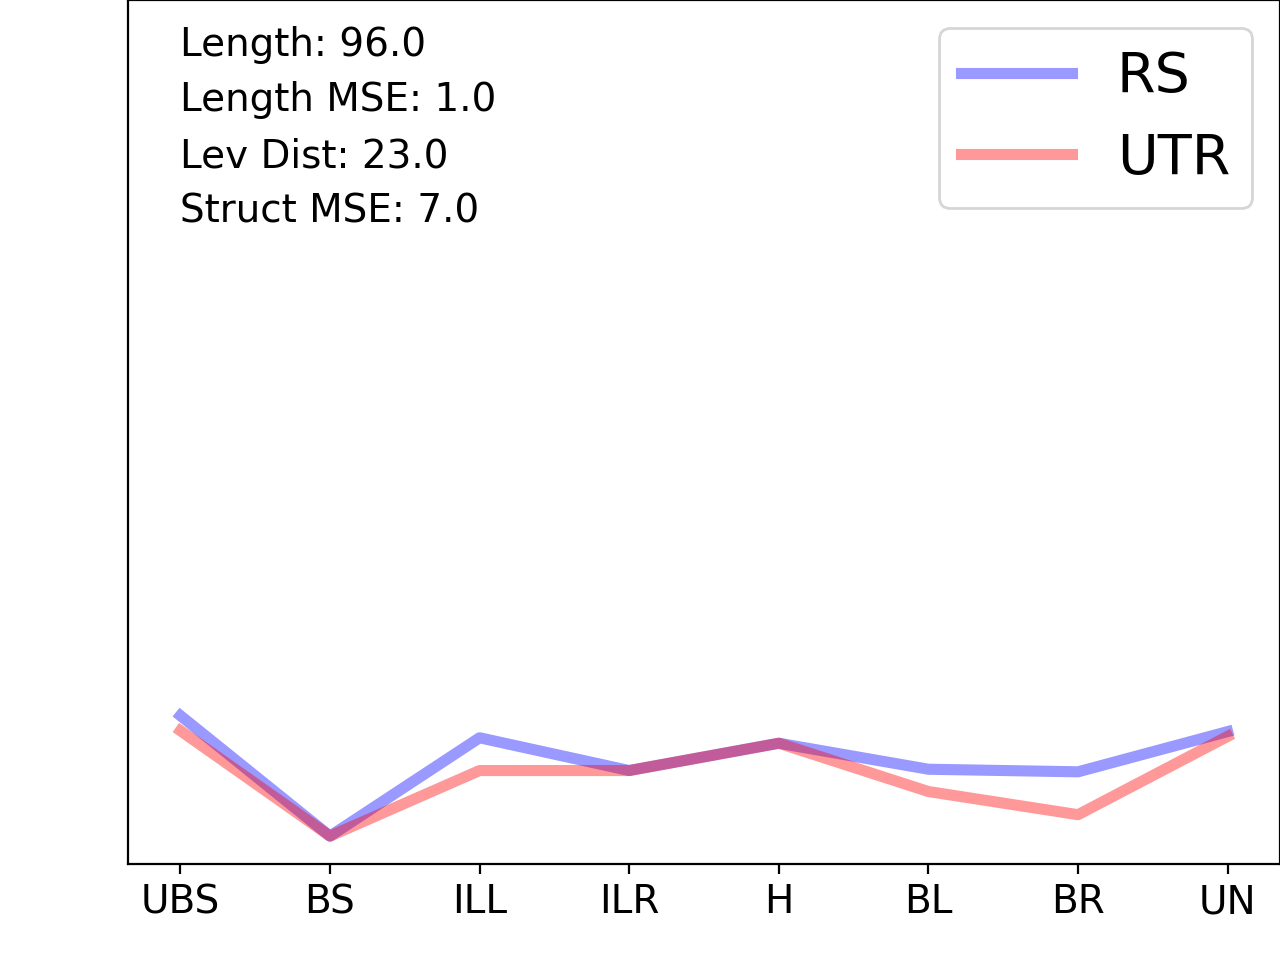 Length: 96.0
Length MSE: 1.0
Lev Dist: 23.0
Struct MSE: 7.0
RS
UTR
UBS BS ILL ILR H BL BR UN